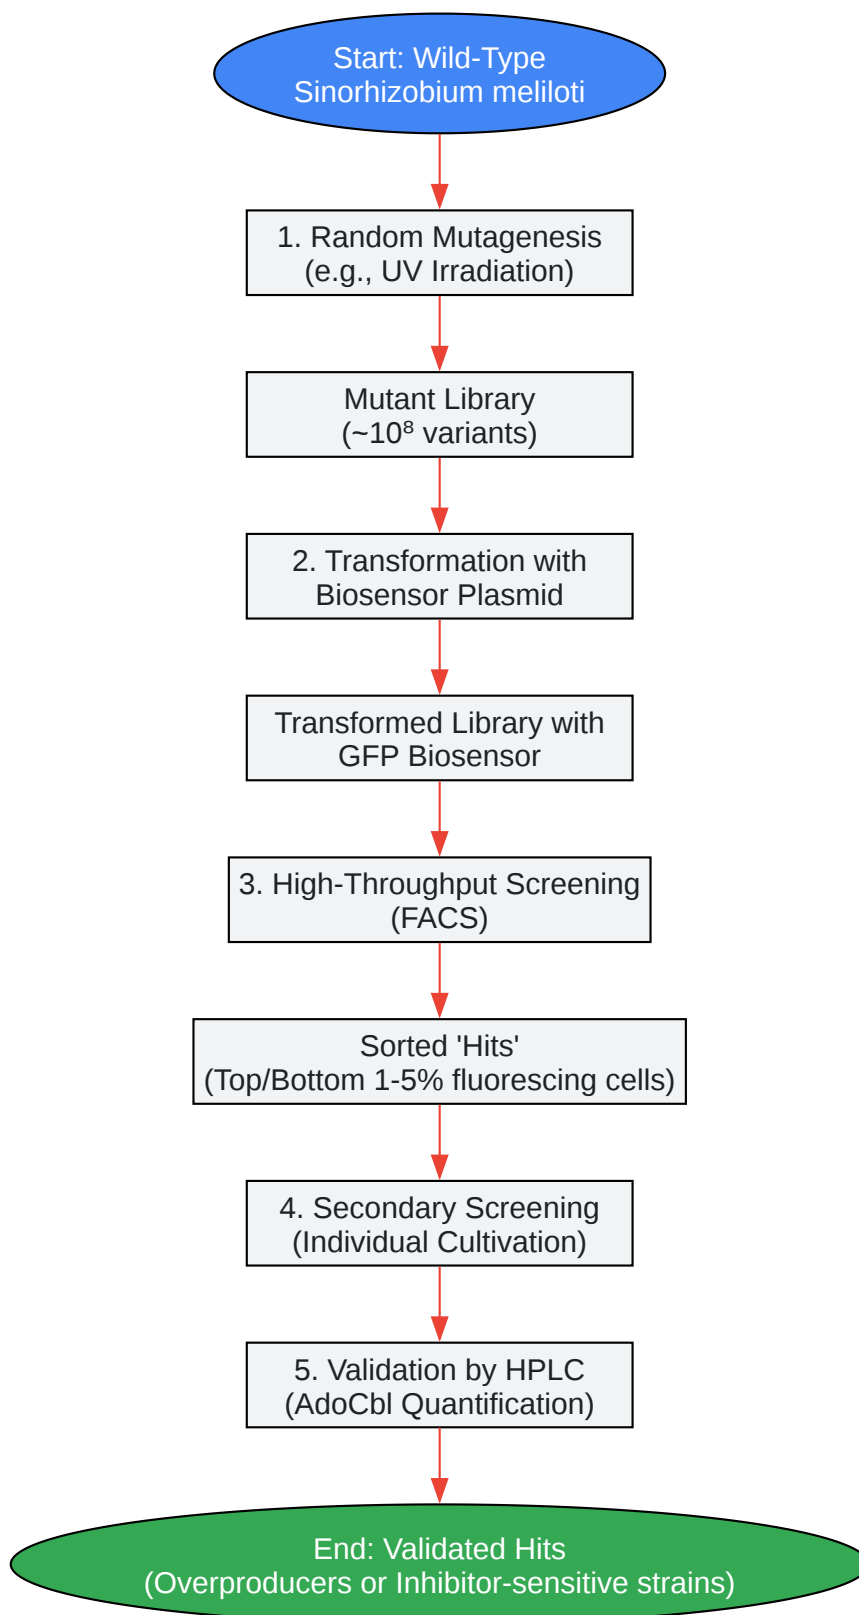 Start: Wild-Type
Sinorhizobium meliloti
1. Random Mutagenesis
(e.g., UV Irradiation)
Mutant Library
(~10⁸ variants)
2. Transformation with
Biosensor Plasmid
Transformed Library with
GFP Biosensor
3. High-Throughput Screening
(FACS)
Sorted 'Hits'
(Top/Bottom 1-5% fluorescing cells)
4. Secondary Screening
(Individual Cultivation)
5. Validation by HPLC
(AdoCbl Quantification)
End: Validated Hits
(Overproducers or Inhibitor-sensitive strains)